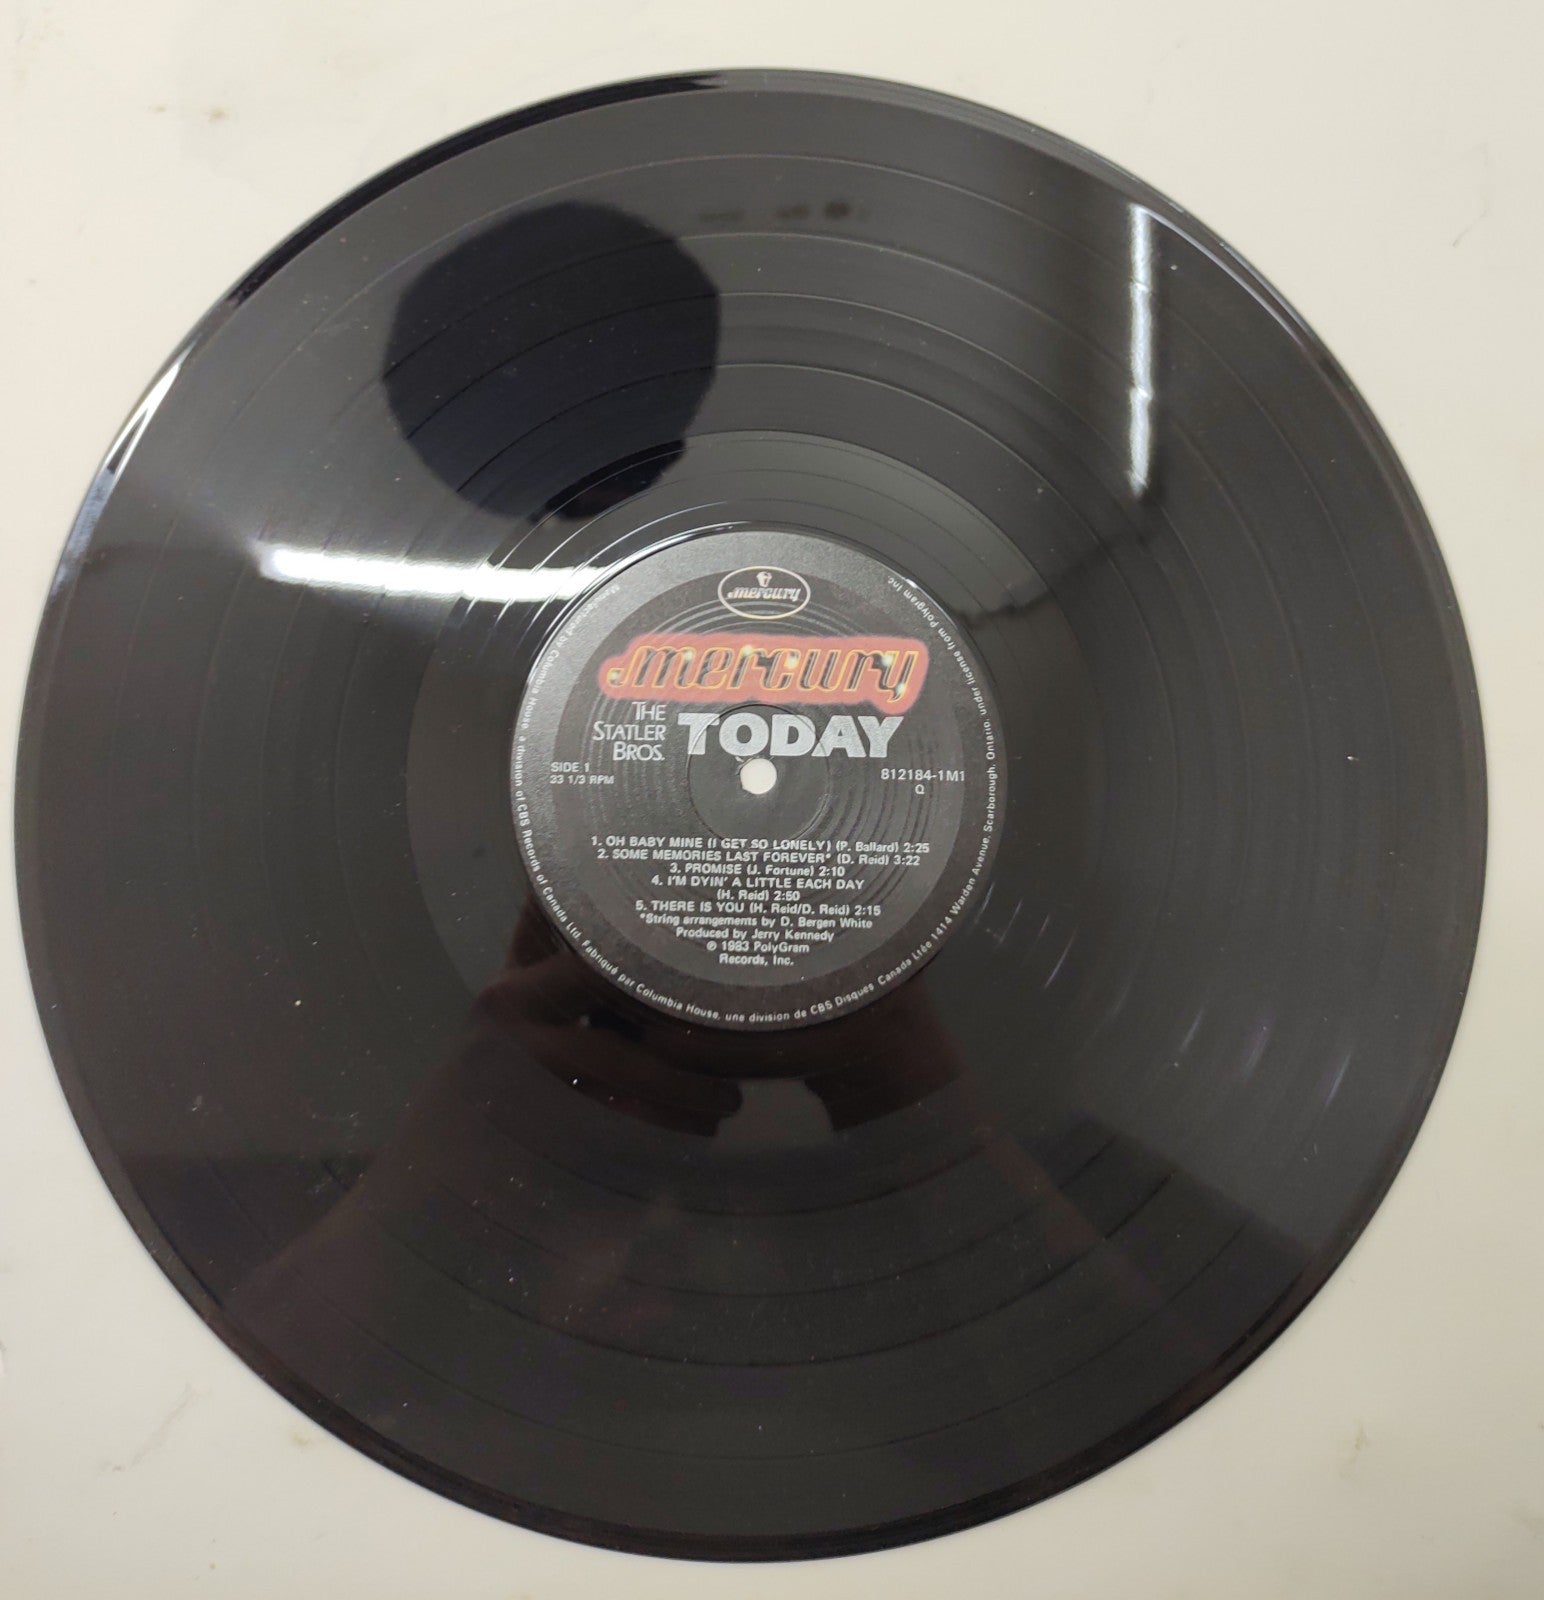 mercury
mercury
THE
STATLER
BROS.
TODAY
SIDE 1
33 1/3 RPM
812184-1M1
Q
1. OH BABY MINE (I GET SO LONELY) (P. Ballard) 2:25
2. SOME MEMORIES LAST FOREVER* (D. Reid) 3:22
3. PROMISE (J. Fortune) 2:10
4. I'M DYIN' A LITTLE EACH DAY
(H. Reid) 2:50
5. THERE IS YOU (H. Reid/D. Reid) 2:15
*String arrangements by D. Bergen White
Produced by Jerry Kennedy
℗ 1983 PolyGram
Records, Inc.
Manufactured by Columbia House, a division of CBS Records of Canada Ltd. Fabriqué par Columbia House, une division de CBS Disques Canada Ltée 1414 Warden Avenue, Scarborough, Ontario, under license from Polygram Inc.